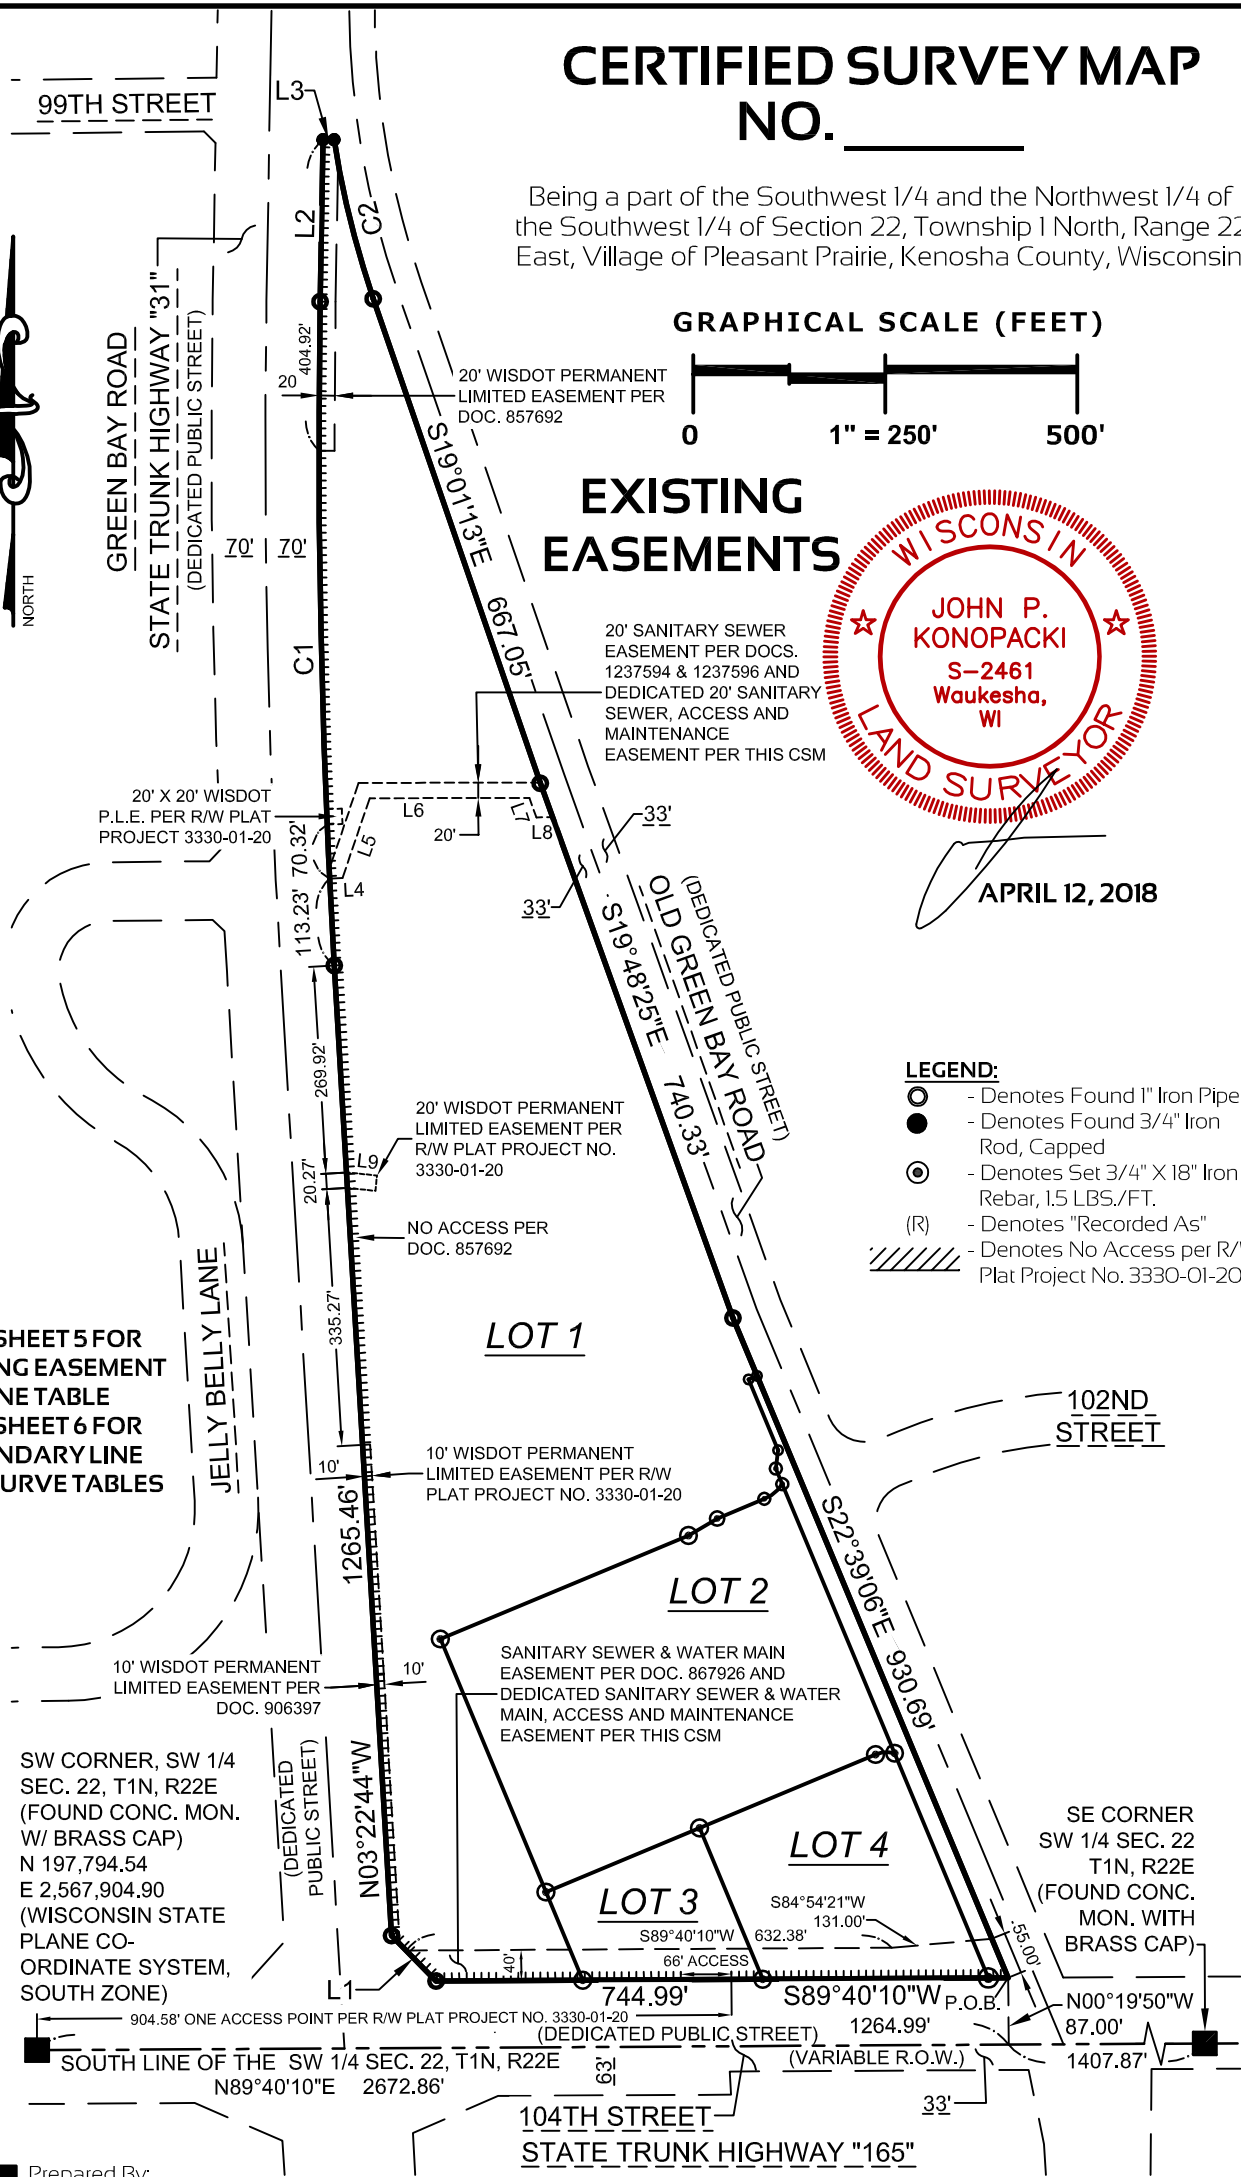 CERTIFIED SURVEY MAP
NO.
Being a part of the Southwest 1/4 and the Northwest 1/4 of
the Southwest 1/4 of Section 22, Township 1 North, Range 22
East, Village of Pleasant Prairie, Kenosha County, Wisconsin
GRAPHICAL SCALE (FEET)
0
1" = 250'
500'
EXISTING
EASEMENTS
WISCONSIN
JOHN P.
KONOPACKI
S-2461
Waukesha,
WI
LAND SURVEYOR
APRIL 12, 2018
99TH STREET
L3
L2
C2
GREEN BAY ROAD
STATE TRUNK HIGHWAY "31"
(DEDICATED PUBLIC STREET)
NORTH
404.92'
20
20' WISDOT PERMANENT
LIMITED EASEMENT PER
DOC. 857692
S19°01'13"E 667.05'
70'
70'
C1
20' SANITARY SEWER
EASEMENT PER DOCS.
1237594 & 1237596 AND
DEDICATED 20' SANITARY
SEWER, ACCESS AND
MAINTENANCE
EASEMENT PER THIS CSM
20' X 20' WISDOT
P.L.E. PER R/W PLAT
PROJECT 3330-01-20
L6
L7
L8
L5
L4
20'
33'
33'
70.32'
113.23'
S19°48'25"E 740.33'
OLD GREEN BAY ROAD
(DEDICATED PUBLIC STREET)
LEGEND:
- Denotes Found 1" Iron Pipe
- Denotes Found 3/4" Iron
Rod, Capped
- Denotes Set 3/4" X 18" Iron
Rebar, 1.5 LBS./FT.
(R) - Denotes "Recorded As"
- Denotes No Access per R/
Plat Project No. 3330-01-20
269.92'
20' WISDOT PERMANENT
LIMITED EASEMENT PER
R/W PLAT PROJECT NO.
3330-01-20
L9
20.27'
NO ACCESS PER
DOC. 857692
335.27'
JELLY BELLY LANE
LOT 1
SHEET 5 FOR
NG EASEMENT
NE TABLE
SHEET 6 FOR
NDARY LINE
URVE TABLES
102ND
STREET
10'
10' WISDOT PERMANENT
LIMITED EASEMENT PER R/W
PLAT PROJECT NO. 3330-01-20
N03°22'44"W 1265.46'
S22°39'06"E 930.69'
LOT 2
10' WISDOT PERMANENT
LIMITED EASEMENT PER
DOC. 906397
10'
SANITARY SEWER & WATER MAIN
EASEMENT PER DOC. 867926 AND
DEDICATED SANITARY SEWER & WATER
MAIN, ACCESS AND MAINTENANCE
EASEMENT PER THIS CSM
(DEDICATED
PUBLIC STREET)
SW CORNER, SW 1/4
SEC. 22, T1N, R22E
(FOUND CONC. MON.
W/ BRASS CAP)
N 197,794.54
E 2,567,904.90
(WISCONSIN STATE
PLANE CO-
ORDINATE SYSTEM,
SOUTH ZONE)
SE CORNER
SW 1/4 SEC. 22
T1N, R22E
(FOUND CONC.
MON. WITH
BRASS CAP)
LOT 4
LOT 3
S84°54'21"W
131.00'
S89°40'10"W 632.38'
40'
66' ACCESS
55.00'
L1
744.99'
S89°40'10"W
1264.99'
P.O.B.
N00°19'50"W
87.00'
904.58' ONE ACCESS POINT PER R/W PLAT PROJECT NO. 3330-01-20
(DEDICATED PUBLIC STREET)
(VARIABLE R.O.W.)
1407.87'
SOUTH LINE OF THE SW 1/4 SEC. 22, T1N, R22E
N89°40'10"E 2672.86'
63'
33'
104TH STREET
STATE TRUNK HIGHWAY "165"
Prepared By: